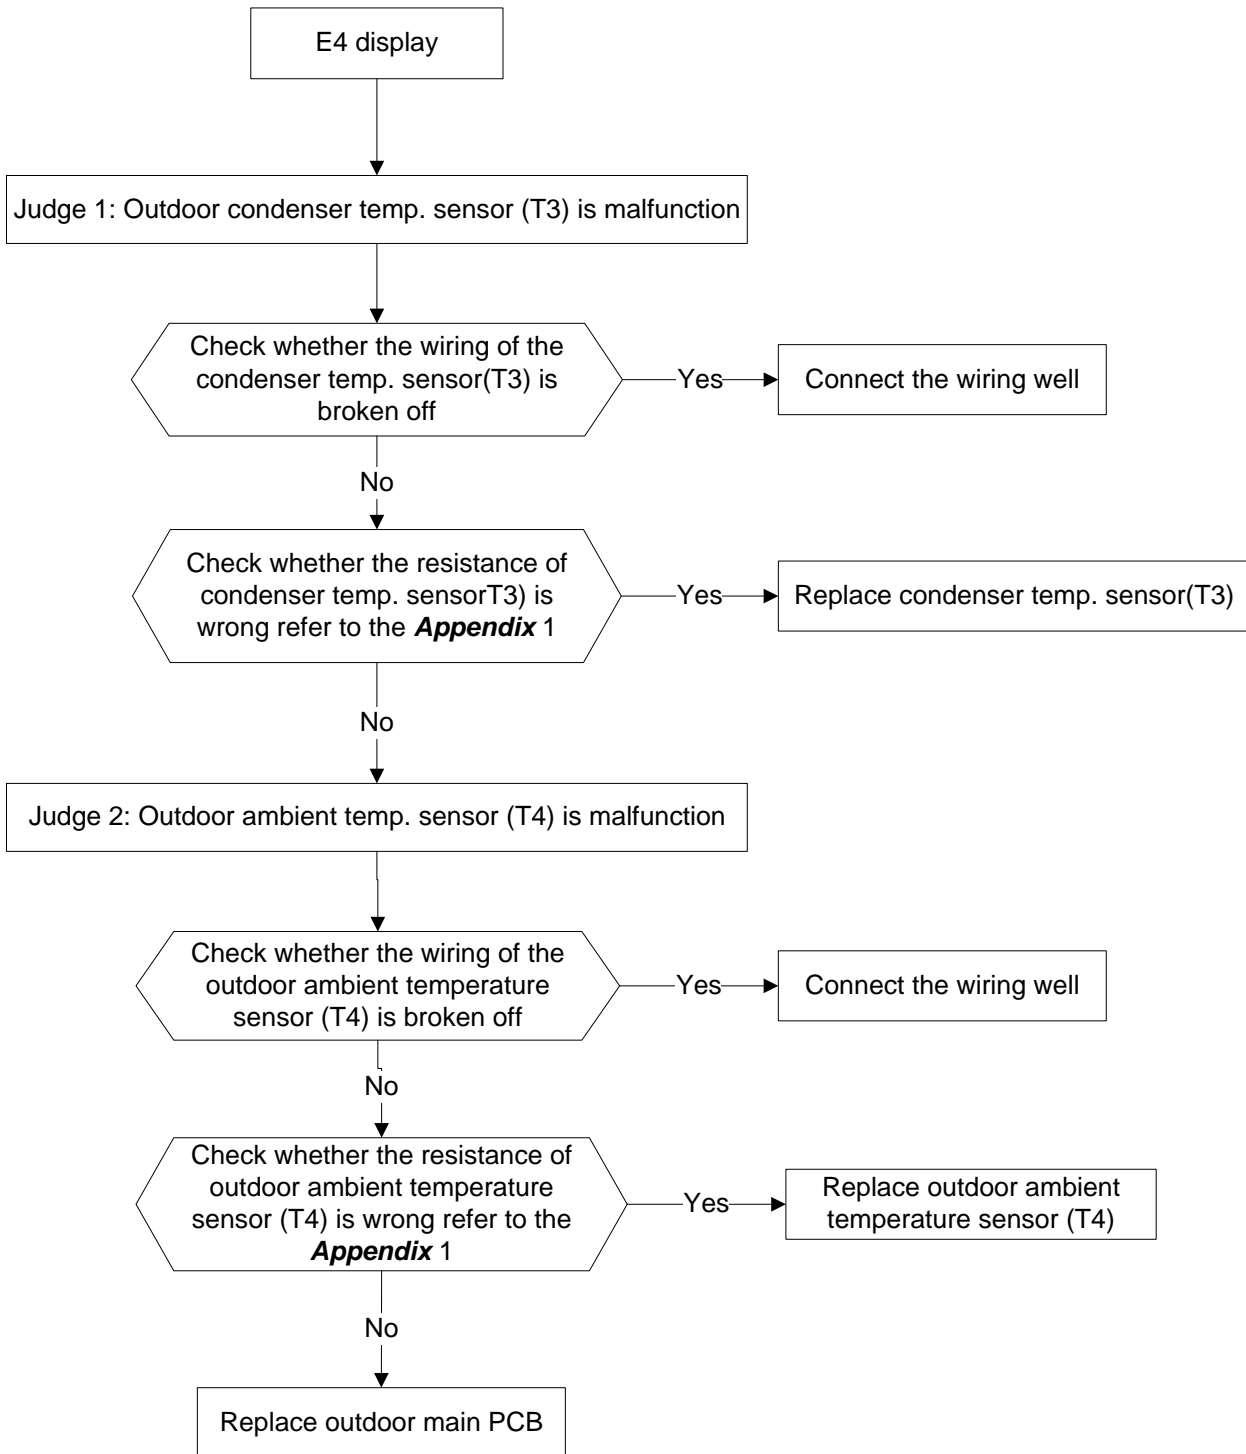 E4 display
Judge 1: Outdoor condenser temp. sensor (T3) is malfunction
Check whether the wiring of the
condenser temp. sensor(T3) is
broken off
Yes
Connect the wiring well
No
Check whether the resistance of
condenser temp. sensorT3) is
wrong refer to the Appendix 1
Yes
Replace condenser temp. sensor(T3)
No
Judge 2: Outdoor ambient temp. sensor (T4) is malfunction
Check whether the wiring of the
outdoor ambient temperature
sensor (T4) is broken off
Yes
Connect the wiring well
No
Check whether the resistance of
outdoor ambient temperature
sensor (T4) is wrong refer to the
Appendix 1
Yes
Replace outdoor ambient
temperature sensor (T4)
No
Replace outdoor main PCB